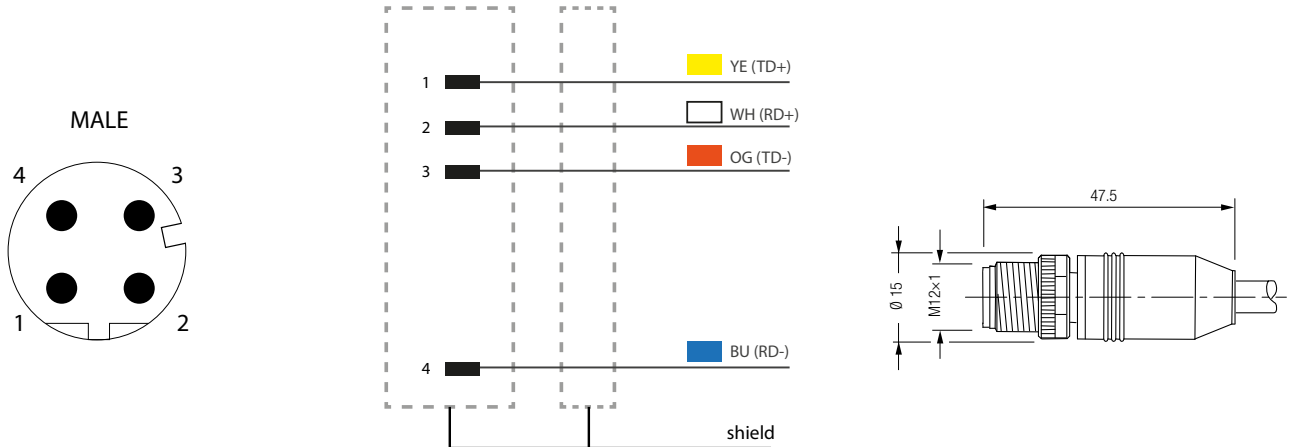 MALE
4 3
1 2
1 YE (TD+)
2 WH (RD+)
3 OG (TD-)
4 BU (RD-)
shield
47.5
Ø 15
M12×1